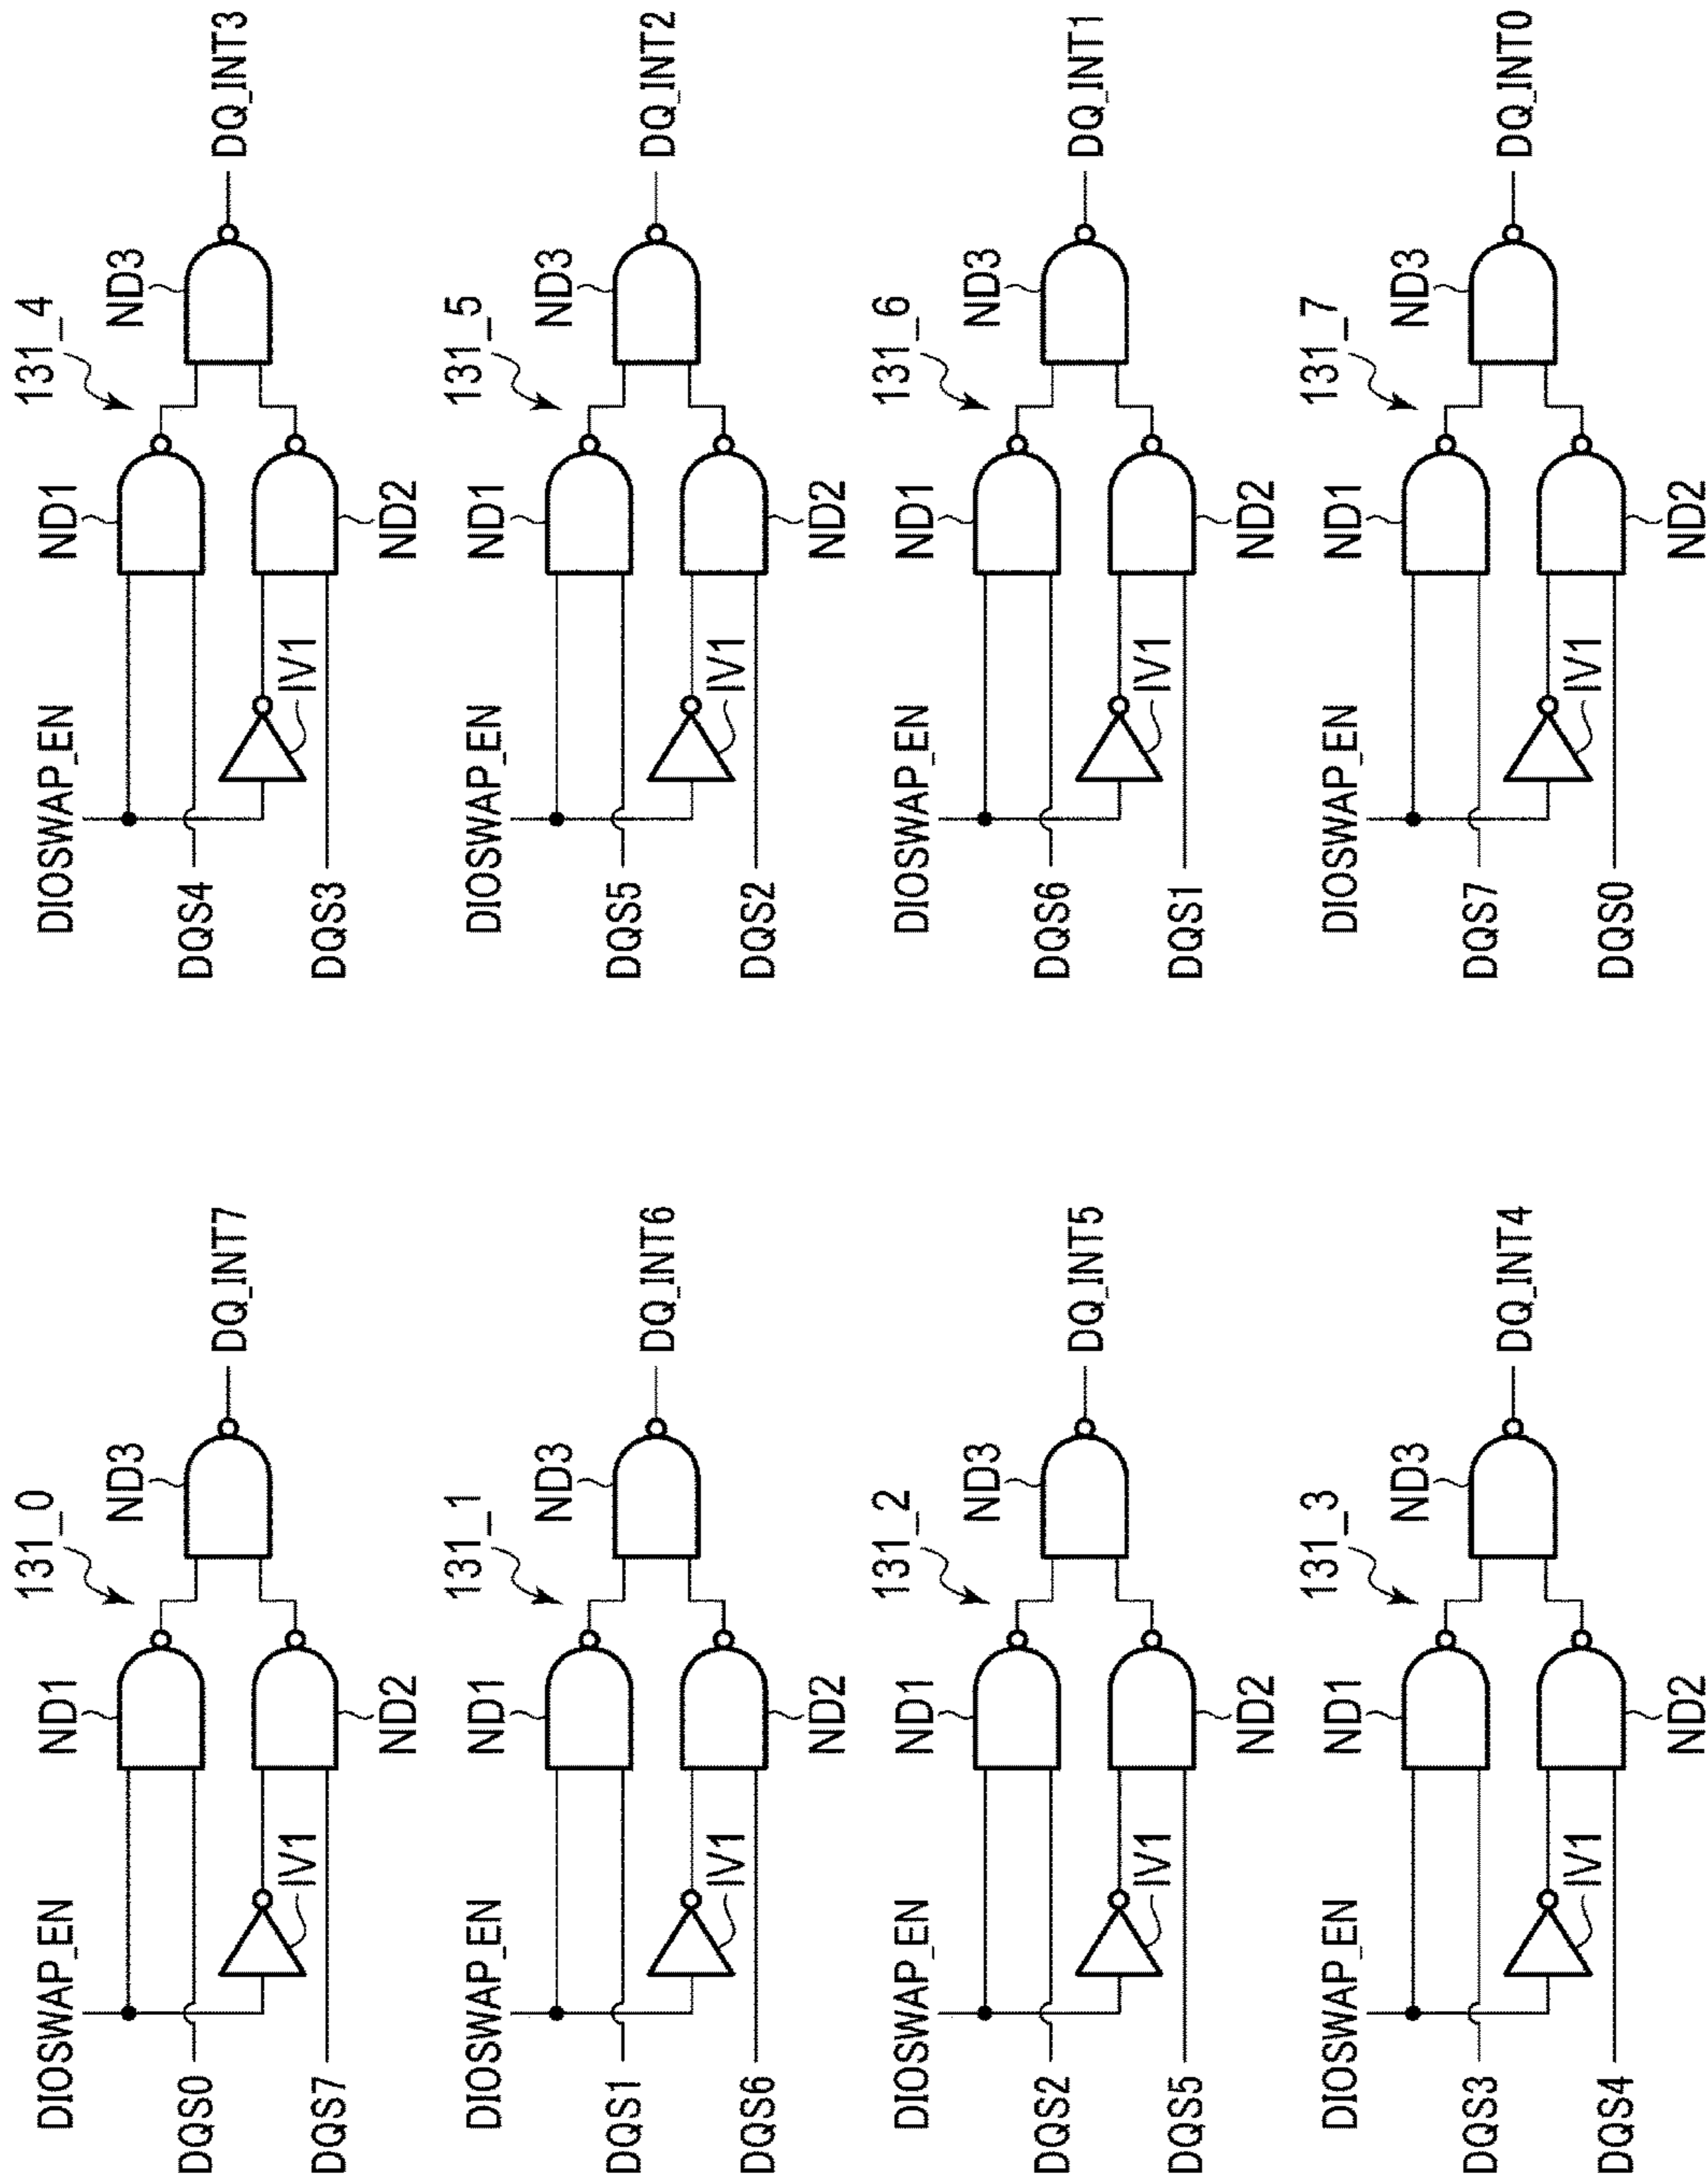 131_0
DIOSWAP_EN
ND1
ND3
DQS0
DQ_INT7
IV1
DQS7
ND2
131_1
DIOSWAP_EN
ND1
ND3
DQS1
DQ_INT6
IV1
DQS6
ND2
131_2
DIOSWAP_EN
ND1
ND3
DQS2
DQ_INT5
IV1
DQS5
ND2
131_3
DIOSWAP_EN
ND1
ND3
DQS3
DQ_INT4
IV1
DQS4
ND2
131_4
DIOSWAP_EN
ND1
ND3
DQS4
DQ_INT3
IV1
DQS3
ND2
131_5
DIOSWAP_EN
ND1
ND3
DQS5
DQ_INT2
IV1
DQS2
ND2
131_6
DIOSWAP_EN
ND1
ND3
DQS6
DQ_INT1
IV1
DQS1
ND2
131_7
DIOSWAP_EN
ND1
ND3
DQS7
DQ_INT0
IV1
DQS0
ND2